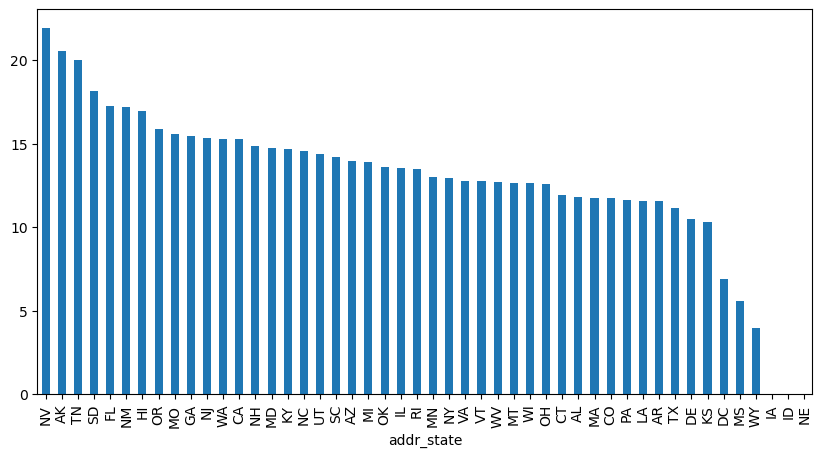 20
15
10
5
0
NV AK TN SD FL NM HI OR MO GA NJ WA CA NH MD KY NC UT SC AZ MI OK IL RI MN NY VA VT WV MT WI OH CT AL MA CO PA LA AR TX DE KS DC MS WY IA ID NE
addr_state